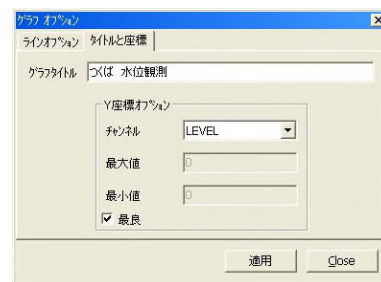 グラフ オプション
ラインオプション タイトルと座標
グラフタイトル つくば 水位観測
Y座標オプション
チャンネル LEVEL
最大値 0
最小値 0
最良
適用 Close